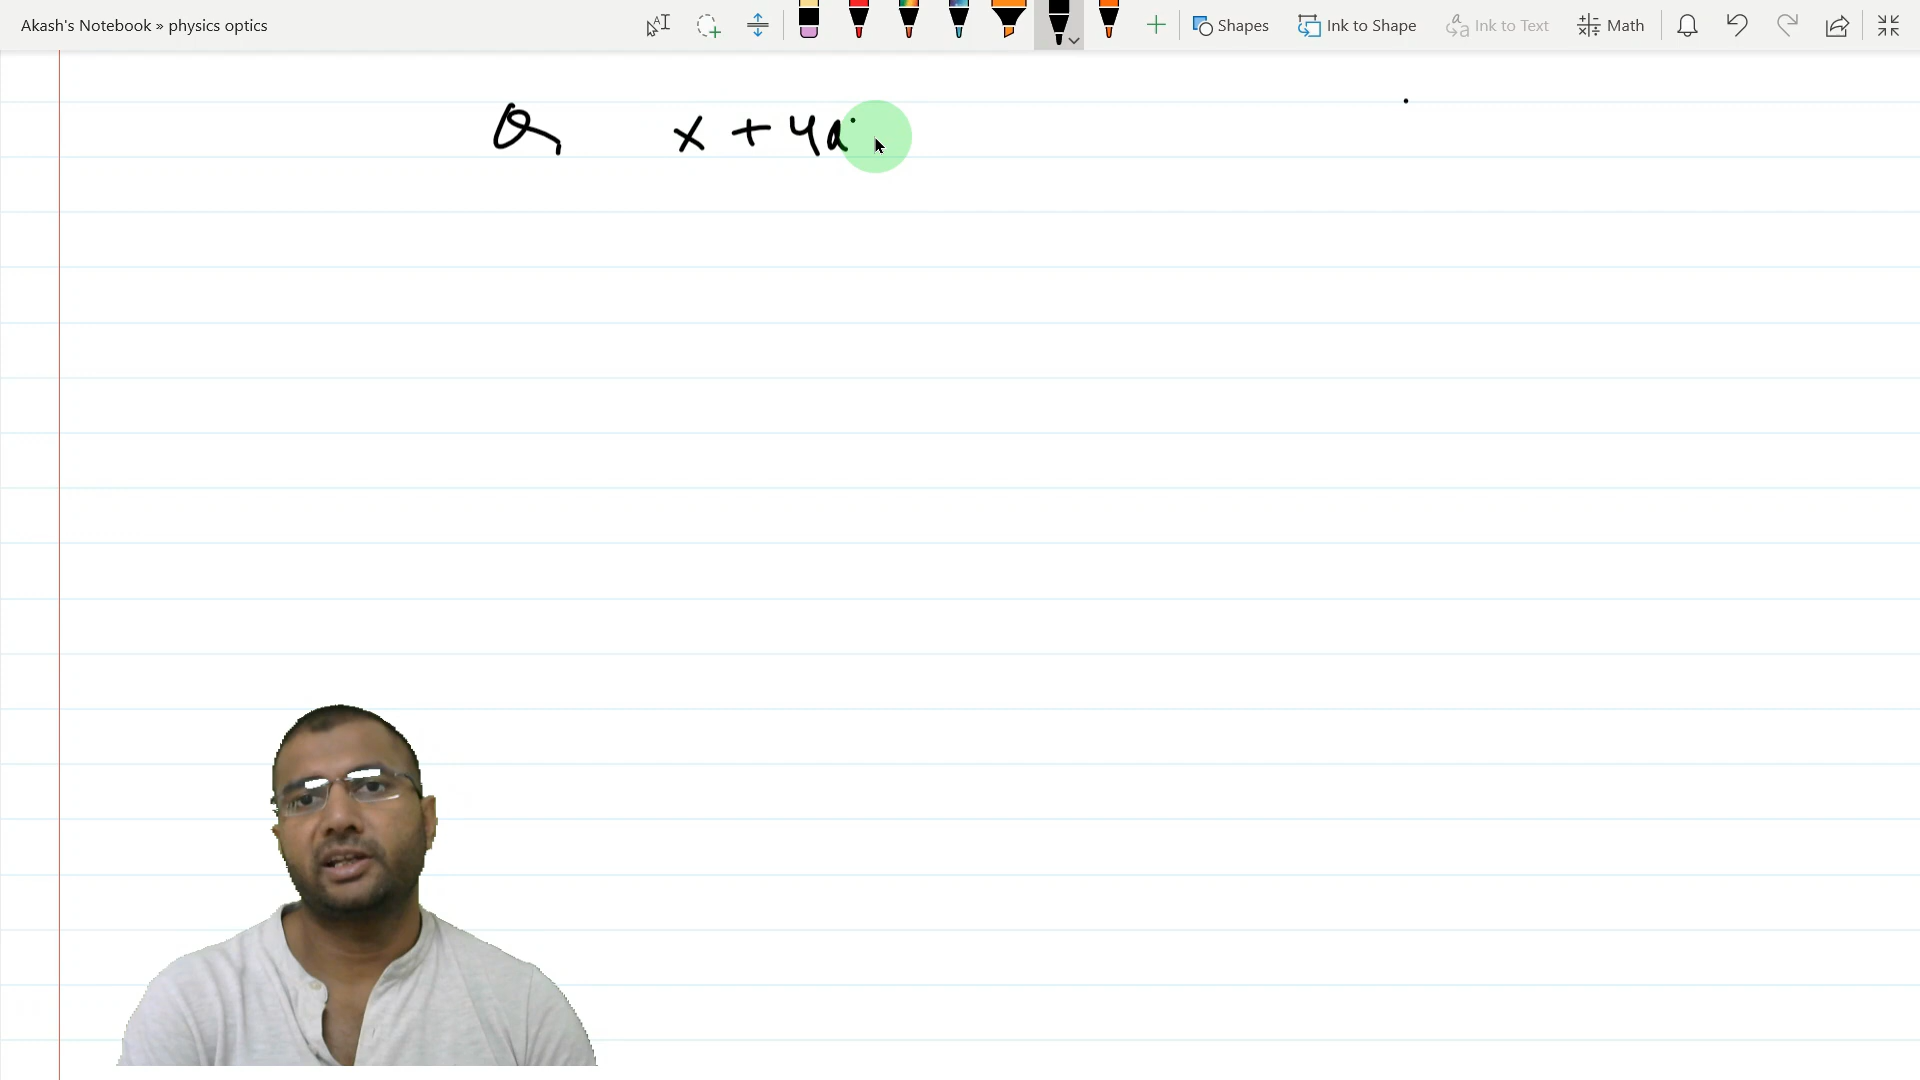 Akash's Notebook » physics optics
Shapes
Ink to Shape
Ink to Text
Math
Q, x + 4a